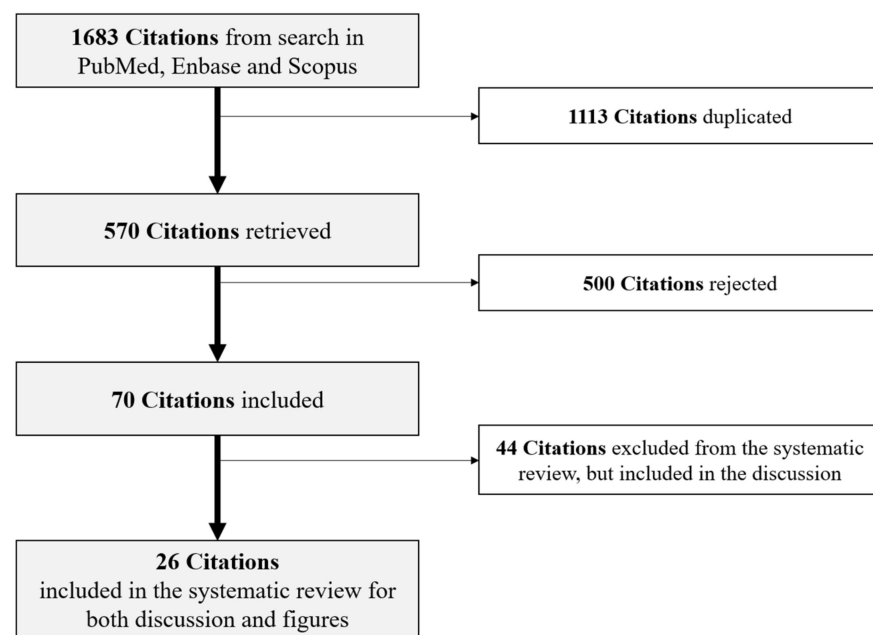 1683 Citations from search in
PubMed, Enbase and Scopus
1113 Citations duplicated
570 Citations retrieved
500 Citations rejected
70 Citations included
44 Citations excluded from the systematic
review, but included in the discussion
26 Citations
included in the systematic review for
both discussion and figures